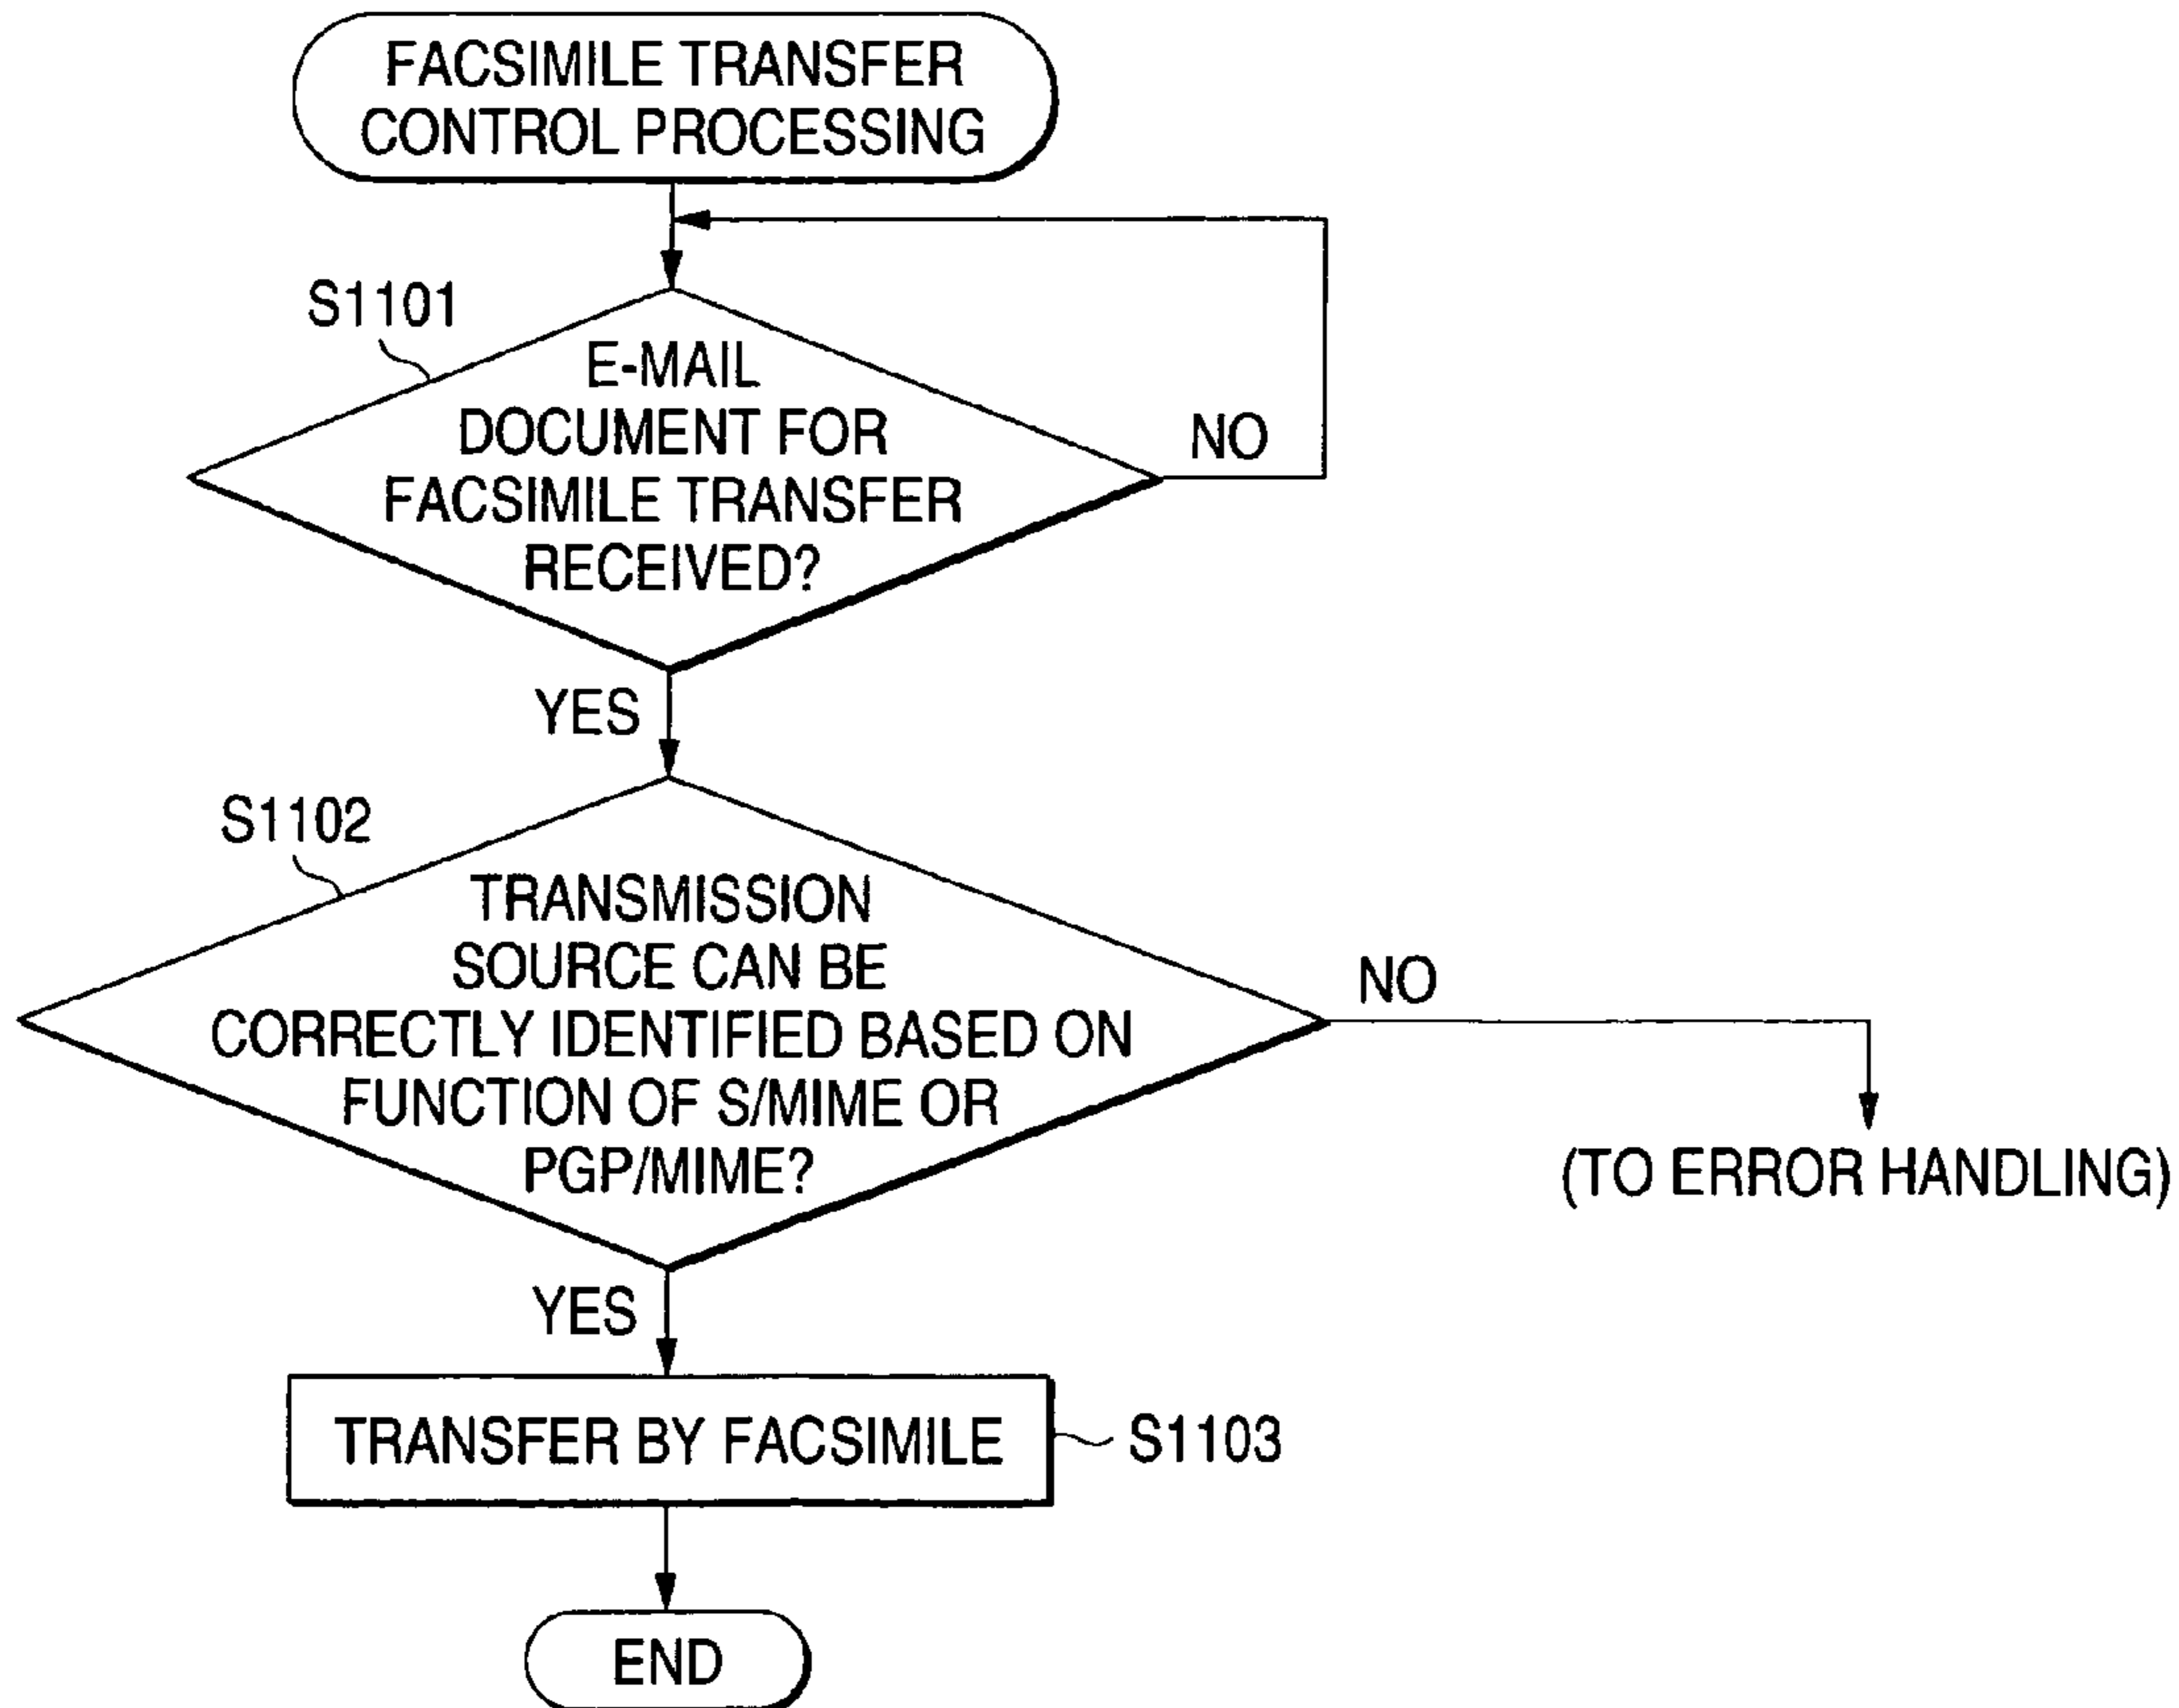 FACSIMILE TRANSFER
CONTROL PROCESSING
S1101
E-MAIL
DOCUMENT FOR
FACSIMILE TRANSFER
RECEIVED?
NO
YES
S1102
TRANSMISSION
SOURCE CAN BE
CORRECTLY IDENTIFIED BASED ON
FUNCTION OF S/MIME OR
PGP/MIME?
NO
(TO ERROR HANDLING)
YES
TRANSFER BY FACSIMILE
S1103
END